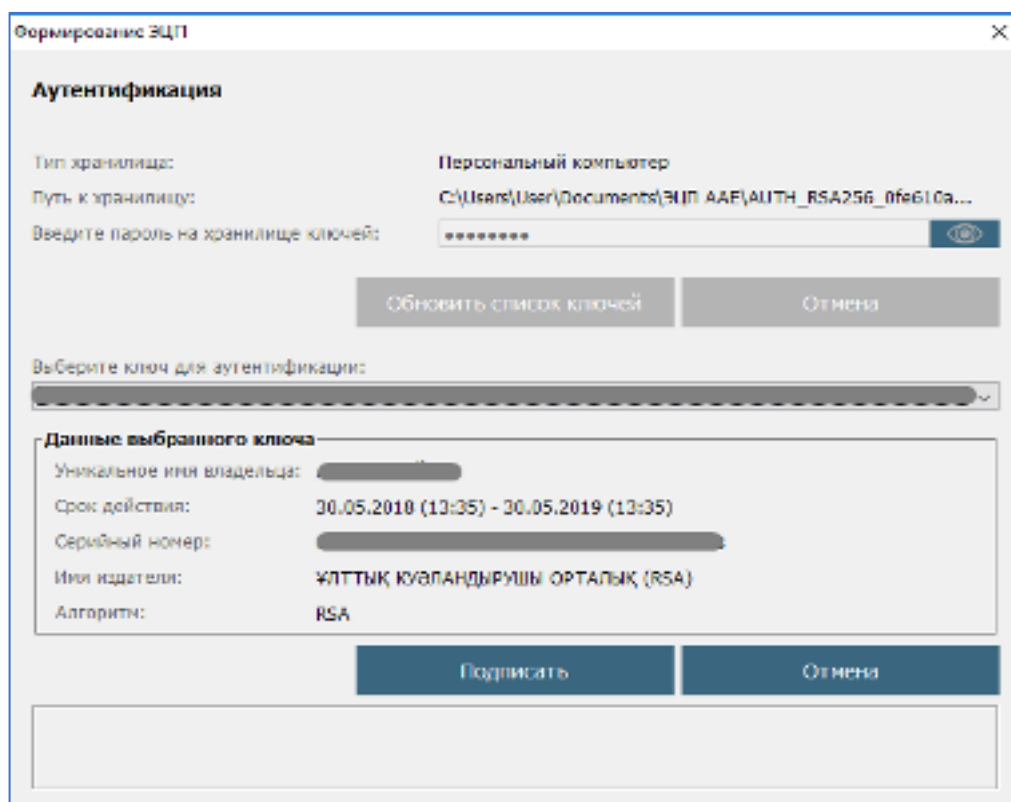 Формирование ЭЦП
Аутентификация
Тип хранилища: Персональный компьютер
Путь к хранилищу: C:\Users\User\Documents\ЭЦП ААЕ\AUTH_RSA256_0fe610a...
Введите пароль на хранилище ключей: ********
Обновить список ключей Отмена
Выберите ключ для аутентификации:
Данные выбранного ключа
Уникальное имя владельца:
Срок действия: 30.05.2018 (13:35) - 30.05.2019 (13:35)
Серийный номер:
Имя издателя: ҰЛТТЫҚ КУӘЛАНДЫРУШЫ ОРТАЛЫҚ (RSA)
Алгоритм: RSA
Подписать Отмена